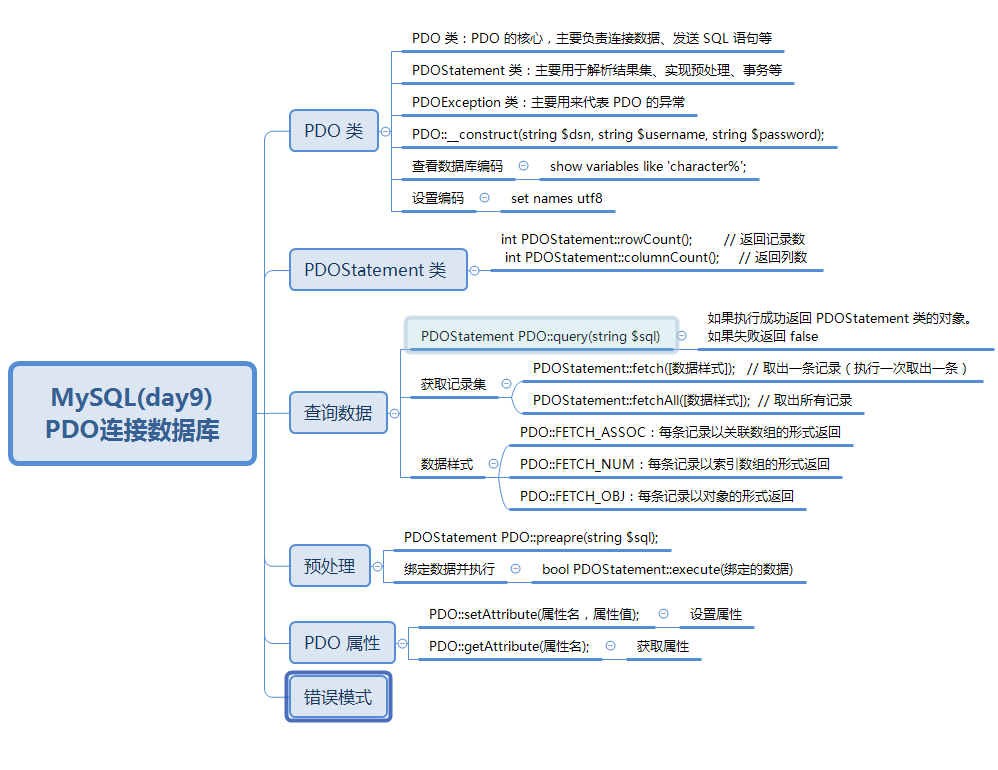 MySQL(day9)
PDO连接数据库
PDO 类
PDO 类：PDO 的核心，主要负责连接数据、发送 SQL 语句等
PDOStatement 类：主要用于解析结果集、实现预处理、事务等
PDOException 类：主要用来代表 PDO 的异常
PDO::__construct(string $dsn, string $username, string $password);
查看数据库编码
show variables like 'character%';
设置编码
set names utf8
PDOStatement 类
int PDOStatement::rowCount(); // 返回记录数
int PDOStatement::columnCount(); // 返回列数
查询数据
PDOStatement PDO::query(string $sql)
如果执行成功返回 PDOStatement 类的对象。
如果失败返回 false
获取记录集
PDOStatement::fetch([数据样式]); // 取出一条记录（执行一次取出一条）
PDOStatement::fetchAll([数据样式]); // 取出所有记录
数据样式
PDO::FETCH_ASSOC：每条记录以关联数组的形式返回
PDO::FETCH_NUM：每条记录以索引数组的形式返回
PDO::FETCH_OBJ：每条记录以对象的形式返回
预处理
PDOStatement PDO::preapre(string $sql);
绑定数据并执行
bool PDOStatement::execute(绑定的数据)
PDO 属性
PDO::setAttribute(属性名，属性值);
设置属性
PDO::getAttribute(属性名);
获取属性
错误模式